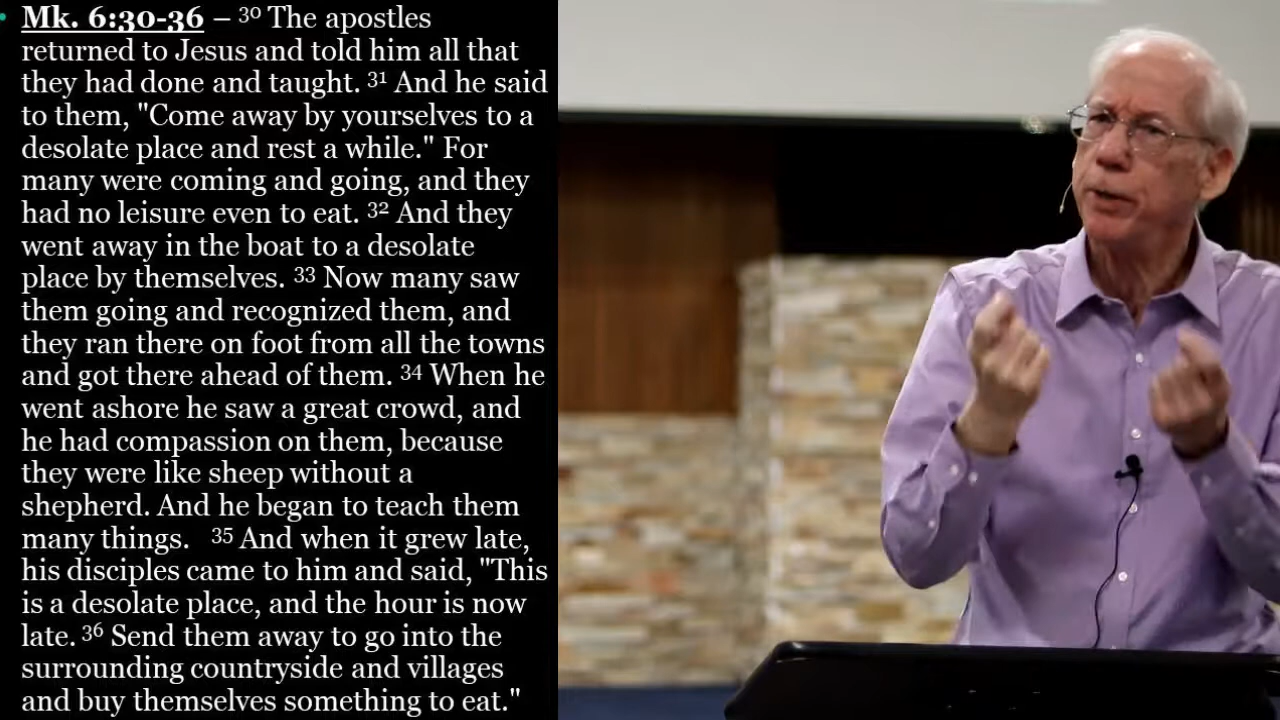 • Mk. 6:30-36 – ³⁰ The apostles
returned to Jesus and told him all that
they had done and taught. ³¹ And he said
to them, "Come away by yourselves to a
desolate place and rest a while." For
many were coming and going, and they
had no leisure even to eat. ³² And they
went away in the boat to a desolate
place by themselves. ³³ Now many saw
them going and recognized them, and
they ran there on foot from all the towns
and got there ahead of them. ³⁴ When he
went ashore he saw a great crowd, and
he had compassion on them, because
they were like sheep without a
shepherd. And he began to teach them
many things. ³⁵ And when it grew late,
his disciples came to him and said, "This
is a desolate place, and the hour is now
late. ³⁶ Send them away to go into the
surrounding countryside and villages
and buy themselves something to eat."